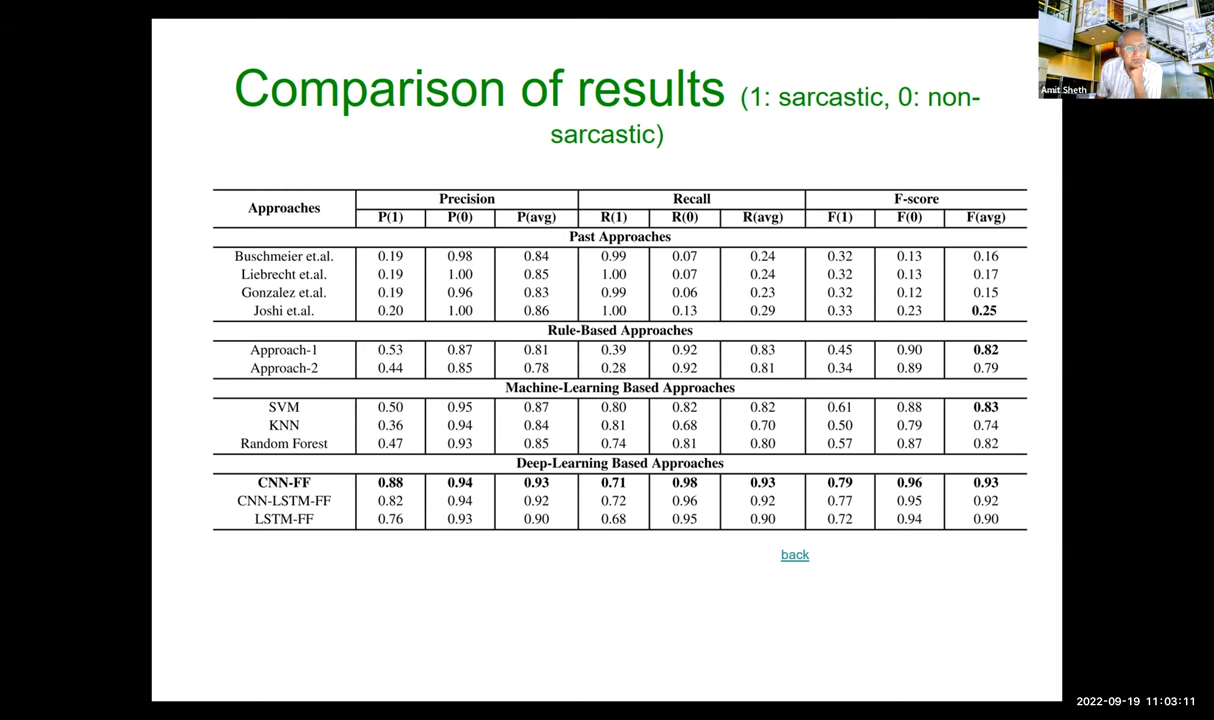 Comparison of results (1: sarcastic, 0: non-
sarcastic)
Amit Sheth
Approaches Precision Recall F-score
P(1) P(0) P(avg) R(1) R(0) R(avg) F(1) F(0) F(avg)
Past Approaches
Buschmeier et.al. 0.19 0.98 0.84 0.99 0.07 0.24 0.32 0.13 0.16
Liebrecht et.al. 0.19 1.00 0.85 1.00 0.07 0.24 0.32 0.13 0.17
Gonzalez et.al. 0.19 0.96 0.83 0.99 0.06 0.23 0.32 0.12 0.15
Joshi et.al. 0.20 1.00 0.86 1.00 0.13 0.29 0.33 0.23 0.25
Rule-Based Approaches
Approach-1 0.53 0.87 0.81 0.39 0.92 0.83 0.45 0.90 0.82
Approach-2 0.44 0.85 0.78 0.28 0.92 0.81 0.34 0.89 0.79
Machine-Learning Based Approaches
SVM 0.50 0.95 0.87 0.80 0.82 0.82 0.61 0.88 0.83
KNN 0.36 0.94 0.84 0.81 0.68 0.70 0.50 0.79 0.74
Random Forest 0.47 0.93 0.85 0.74 0.81 0.80 0.57 0.87 0.82
Deep-Learning Based Approaches
CNN-FF 0.88 0.94 0.93 0.71 0.98 0.93 0.79 0.96 0.93
CNN-LSTM-FF 0.82 0.94 0.92 0.72 0.96 0.92 0.77 0.95 0.92
LSTM-FF 0.76 0.93 0.90 0.68 0.95 0.90 0.72 0.94 0.90
back
2022-09-19 11:03:11